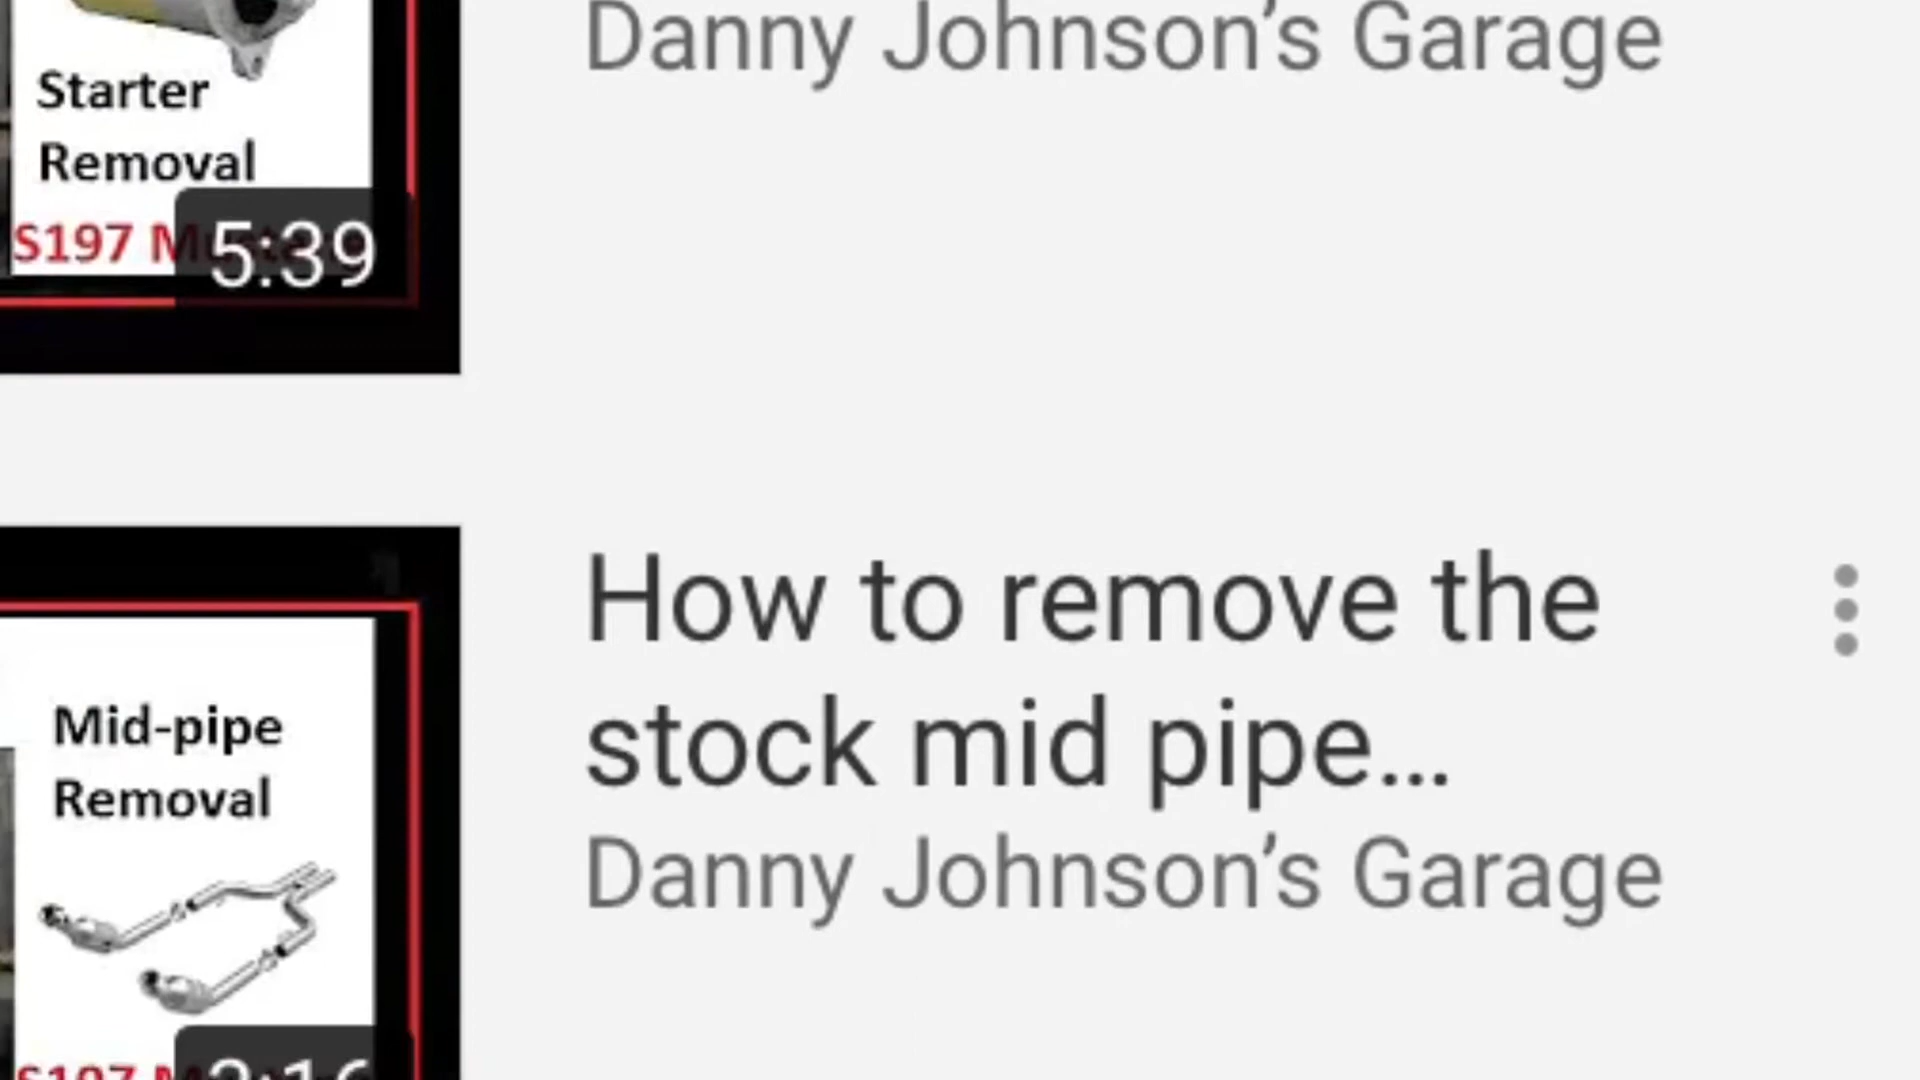 Danny Johnson’s Garage
Starter
Removal
S197
5:39
How to remove the
stock mid pipe...
Danny Johnson’s Garage
Mid-pipe
Removal
S197